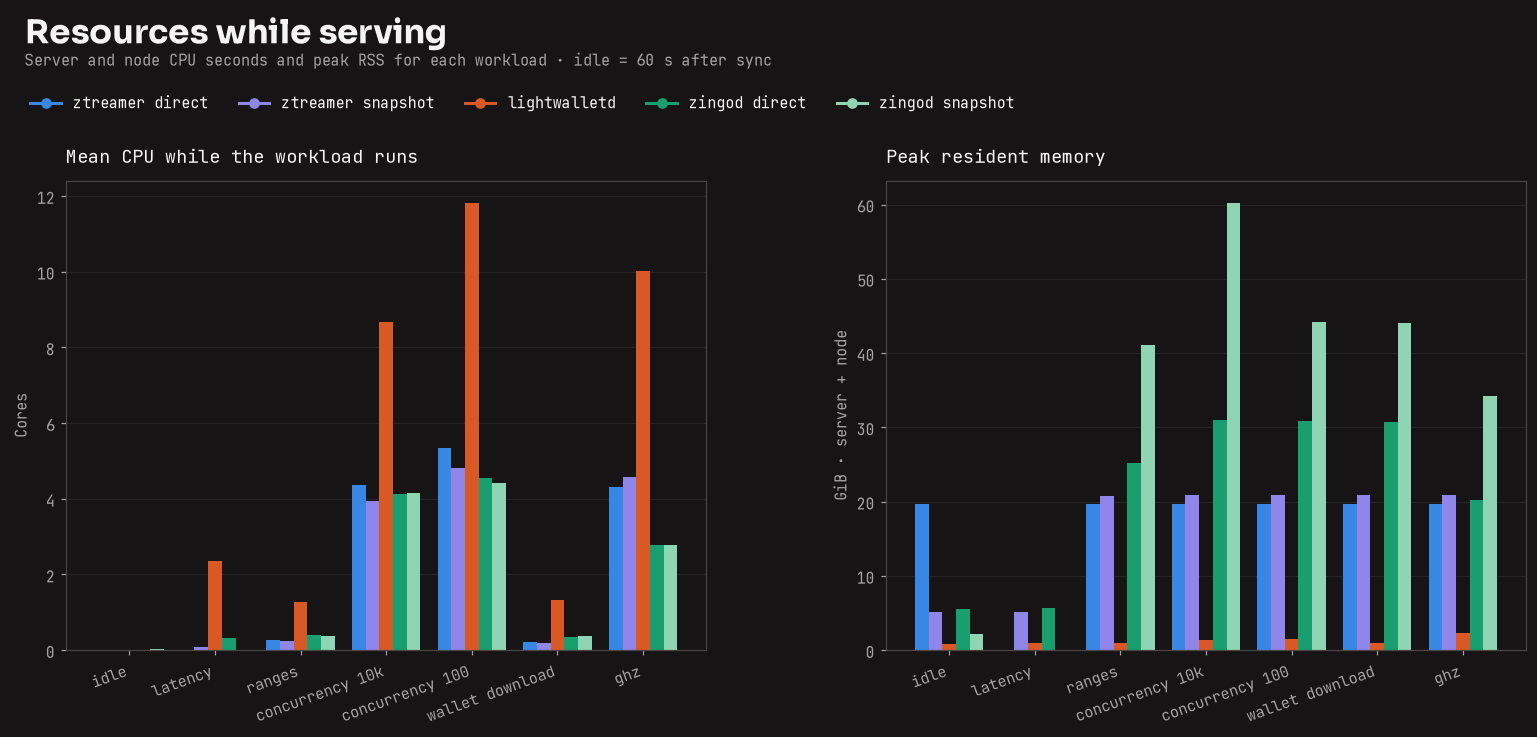 Resources while serving
Server and node CPU seconds and peak RSS for each workload · idle = 60 s after sync
ztreamer direct ztreamer snapshot lightwalletd zingod direct zingod snapshot
Mean CPU while the workload runs
Cores
12
10
8
6
4
2
0
idle
latency
ranges
concurrency 10k
concurrency 100
wallet download
ghz
Peak resident memory
GiB · server + node
60
50
40
30
20
10
0
idle
latency
ranges
concurrency 10k
concurrency 100
wallet download
ghz